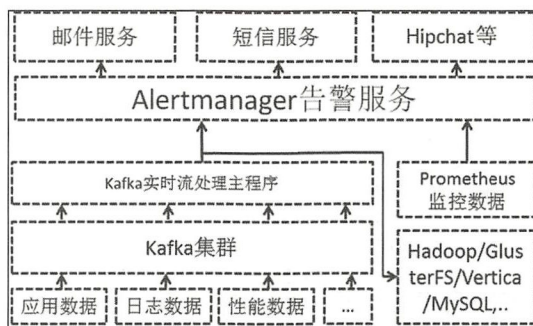 邮件服务
短信服务
Hipchat等
Alertmanager告警服务
Kafka实时流处理主程序
Prometheus
监控数据
Kafka集群
Hadoop/Glus
terFS/Vertica
/MySQL,..
应用数据
日志数据
性能数据
...